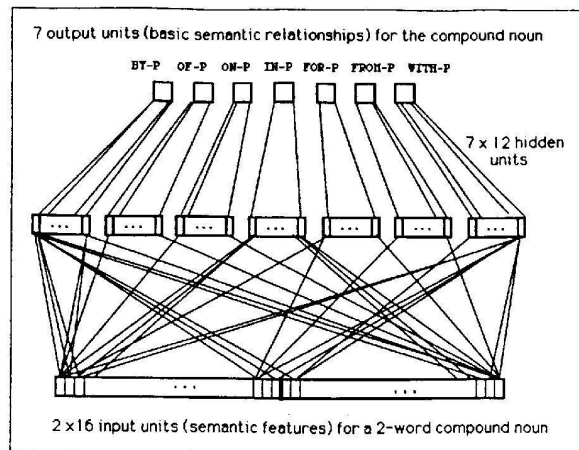 7 output units (basic semantic relationships) for the compound noun
BY-P OF-P ON-P IN-P FOR-P FROM-P WITH-P
7 x 12 hidden
units
... ... ... ... ... ... ...
... ...
2 x16 input units (semantic features) for a 2-word compound noun